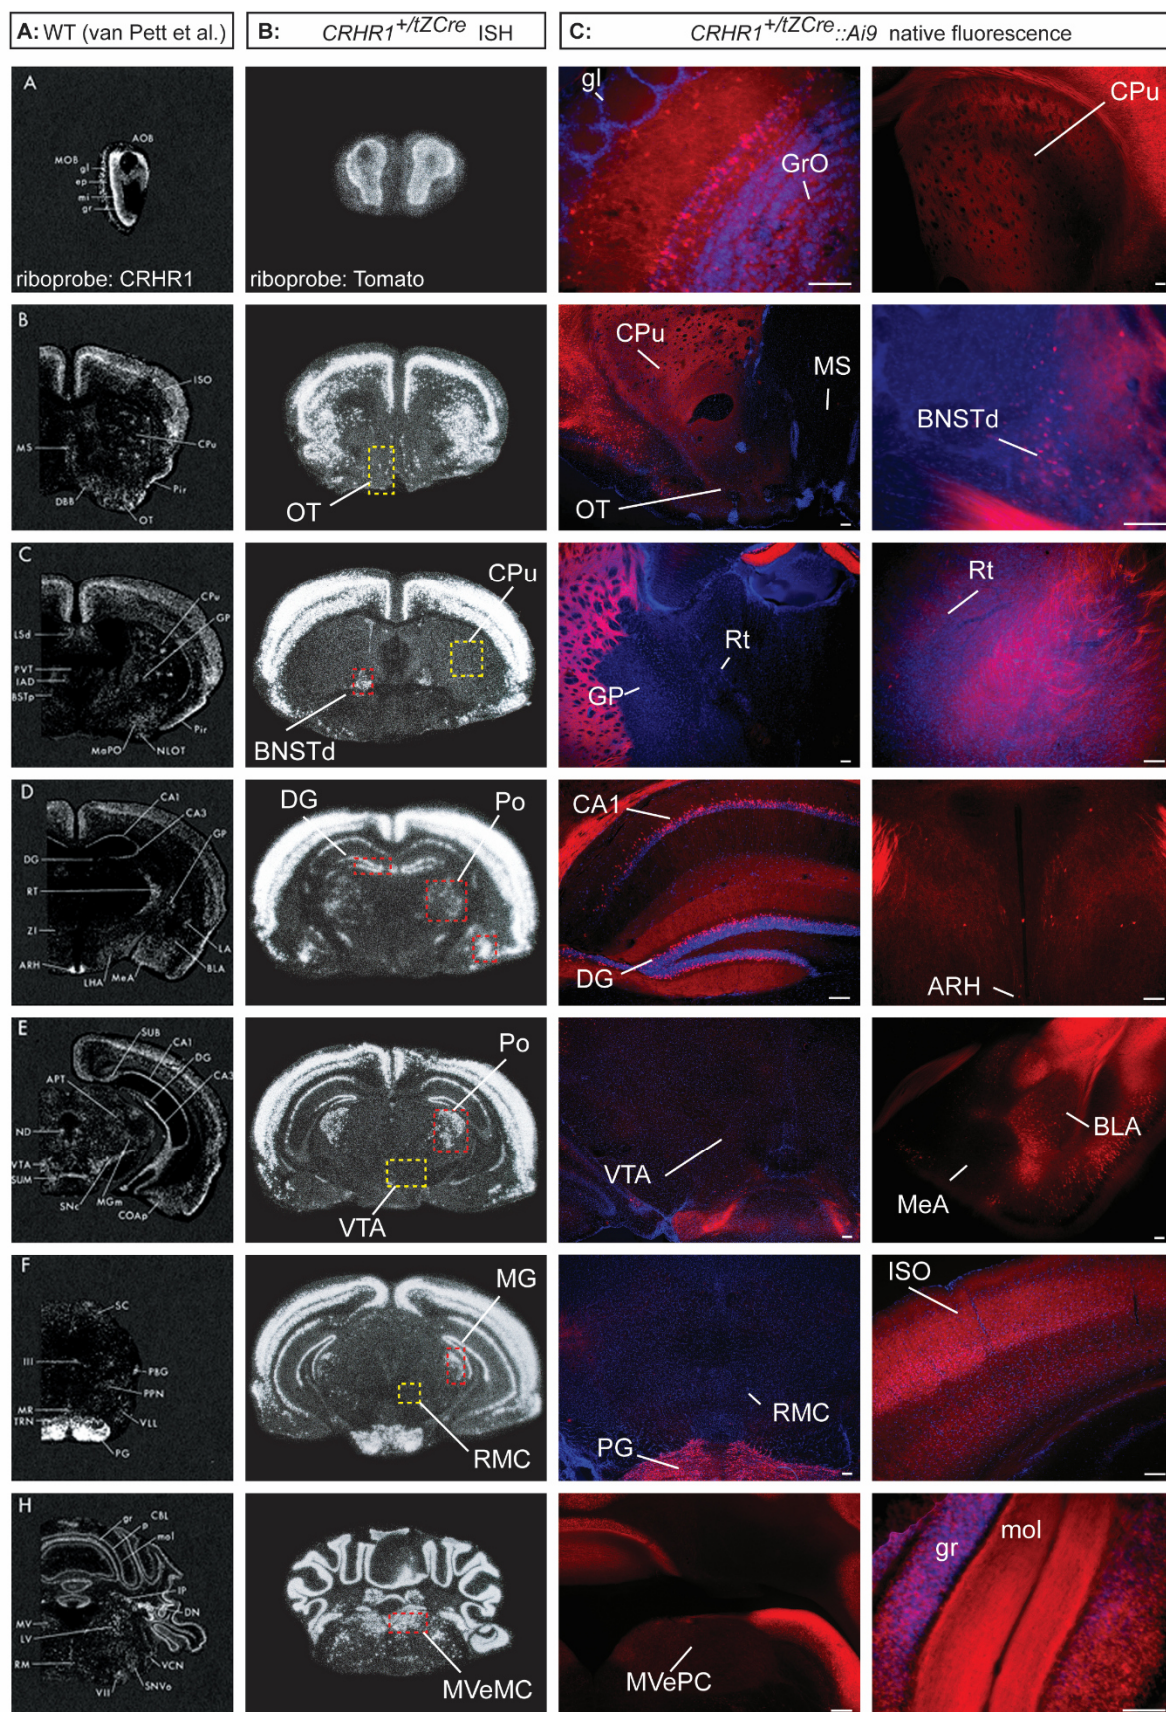 A: WT (van Pett et al.)
B: CRHR1+/tZCre ISH
C: CRHR1+/tZCre::Ai9 native fluorescence
A
AOB
MOB
gl
ep
mi
gr
riboprobe: CRHR1
riboprobe: Tomato
gl
GrO
CPu
B
ISO
MS
CPu
Pir
DBB
OT
OT
CPu
MS
OT
BNSTd
C
CPu
GP
LSd
PVT
IAD
BSTp
Pir
MePO
NLOT
CPu
BNSTd
Rt
GP
Rt
D
CA1
CA3
GP
DG
RT
ZI
LA
ARH
BLA
MeA
LHA
DG
Po
CA1
DG
ARH
E
SUB
CA1
DG
APT
CA3
ND
VTA
SUM
SNc
MGm
COAp
Po
VTA
VTA
BLA
MeA
F
SC
III
PBG
PPN
MR
TRN
VLL
PG
MG
RMC
RMC
PG
ISO
H
gr
CBL
p
mol
IP
DN
MV
LV
RM
VCN
SNVo
VII
MVeMC
MVePC
mol
gr